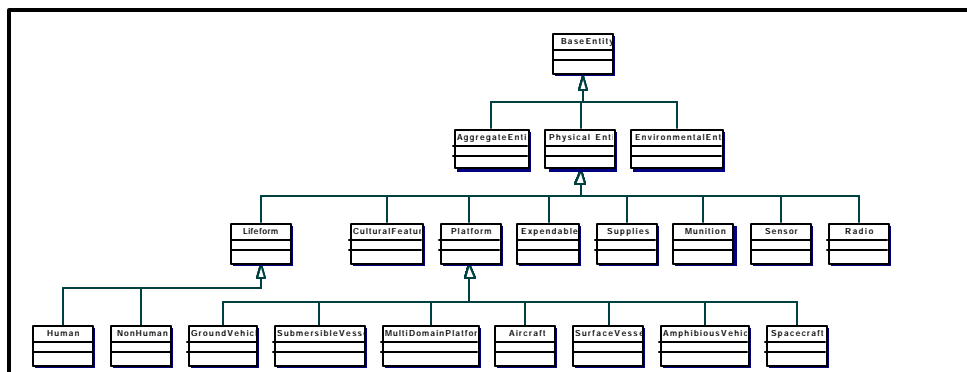 BaseEntity
AggregateEnti
Physical Enti
EnvironmentalEnt
Lifeform
CulturalFeatur
Platform
Expendable
Supplies
Munition
Sensor
Radio
Human
NonHuman
GroundVehic
SubmersibleVesse
MultiDomainPlatfor
Aircraft
SurfaceVesse
AmphibiousVehic
Spacecraft